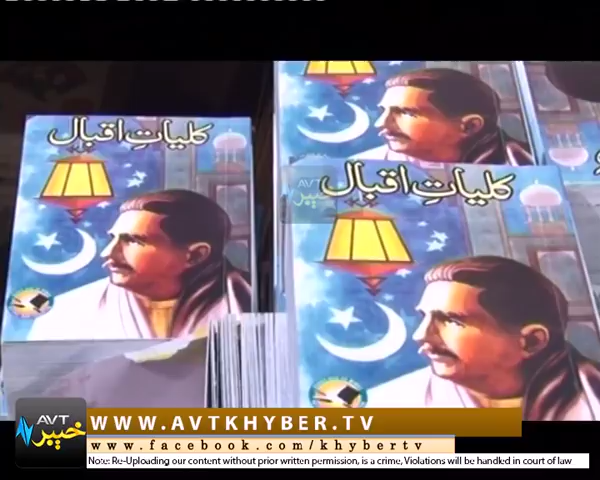 کلیاتِ اقبال
کلیاتِ اقبال
AVT
AVT
خیبر
WWW.AVTKHYBER.TV
www.facebook.com/khybertv
Note: Re-Uploading our content without prior written permission, is a crime, Violations will be handled in court of law